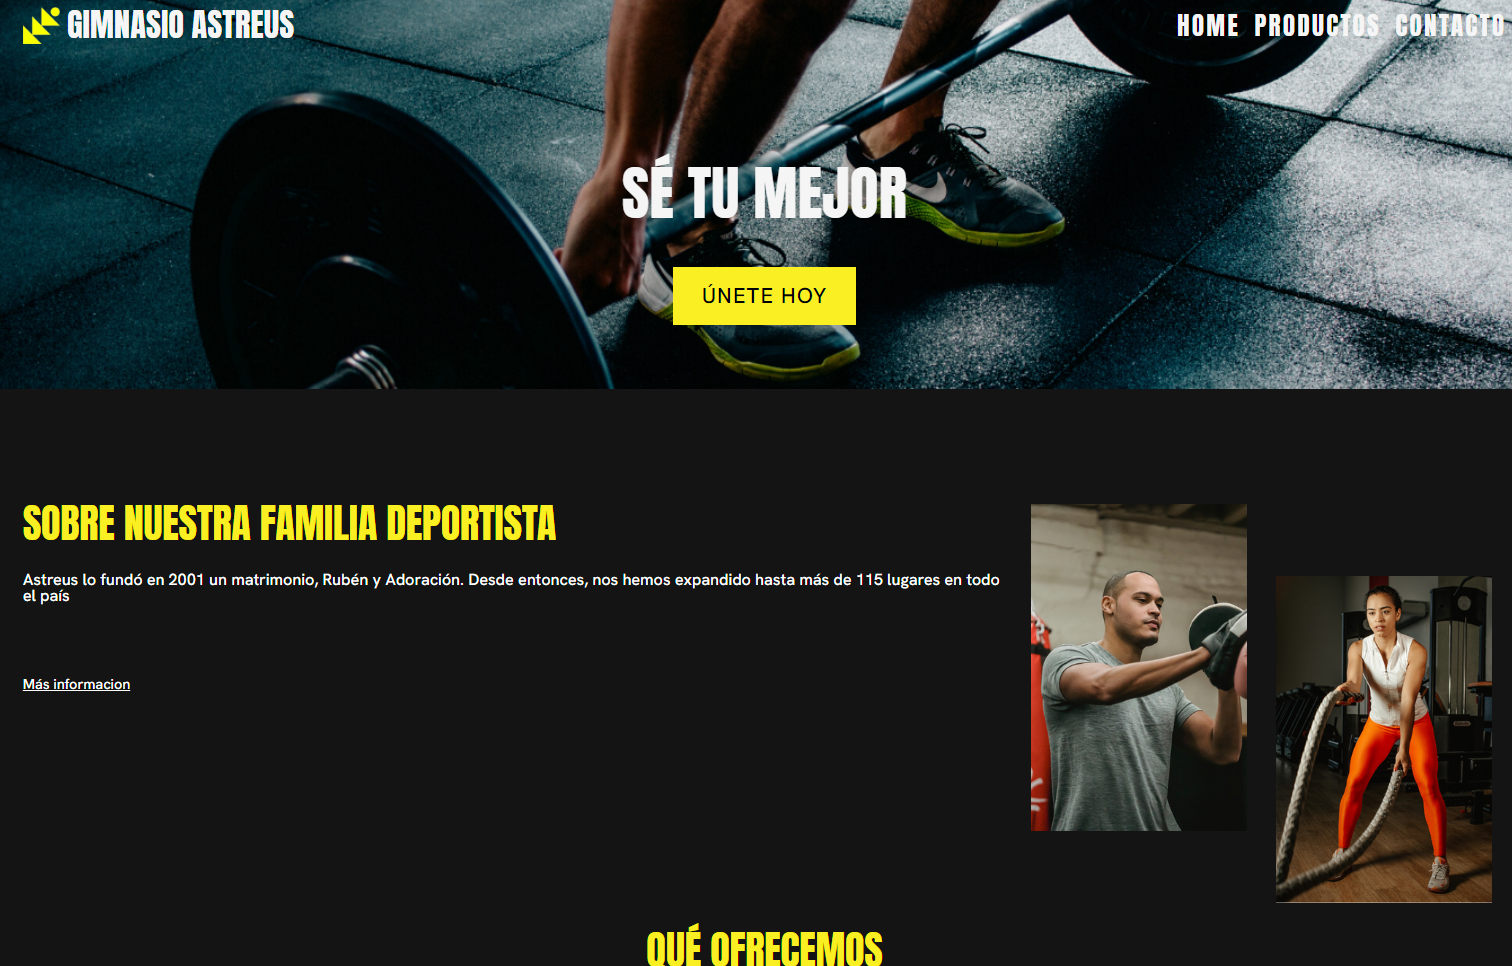 GIMNASIO ASTREUS
HOME PRODUCTOS CONTACTO
SÉ TU MEJOR
ÚNETE HOY
SOBRE NUESTRA FAMILIA DEPORTISTA
Astreus lo fundó en 2001 un matrimonio, Rubén y Adoración. Desde entonces, nos hemos expandido hasta más de 115 lugares en todo
el país
Más informacion
QUÉ OFRECEMOS